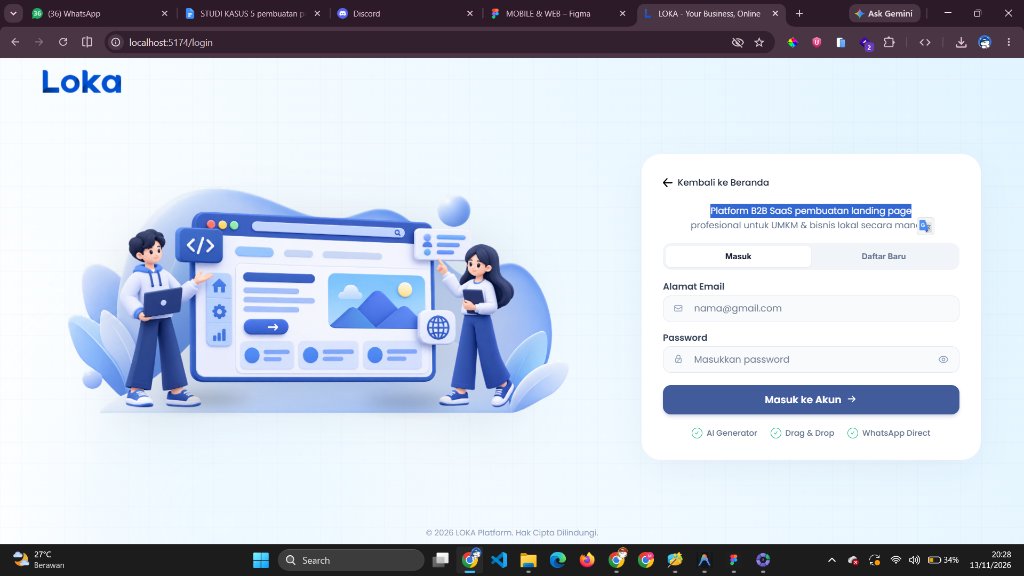 (36) WhatsApp
STUDI KASUS 5 pembuatan p
Discord
MOBILE & WEB – Figma
LOKA - Your Business, Online
Ask Gemini
localhost:5174/login
2
Loka
</>
Kembali ke Beranda
Platform B2B SaaS pembuatan landing page
profesional untuk UMKM & bisnis lokal secara
Masuk
Daftar Baru
Alamat Email
nama@gmail.com
Password
Masukkan password
Masuk ke Akun →
AI Generator
Drag & Drop
WhatsApp Direct
© 2026 LOKA Platform. Hak Cipta Dilindungi.
27°C
Berawan
Search
34%
20:28
13/11/2026